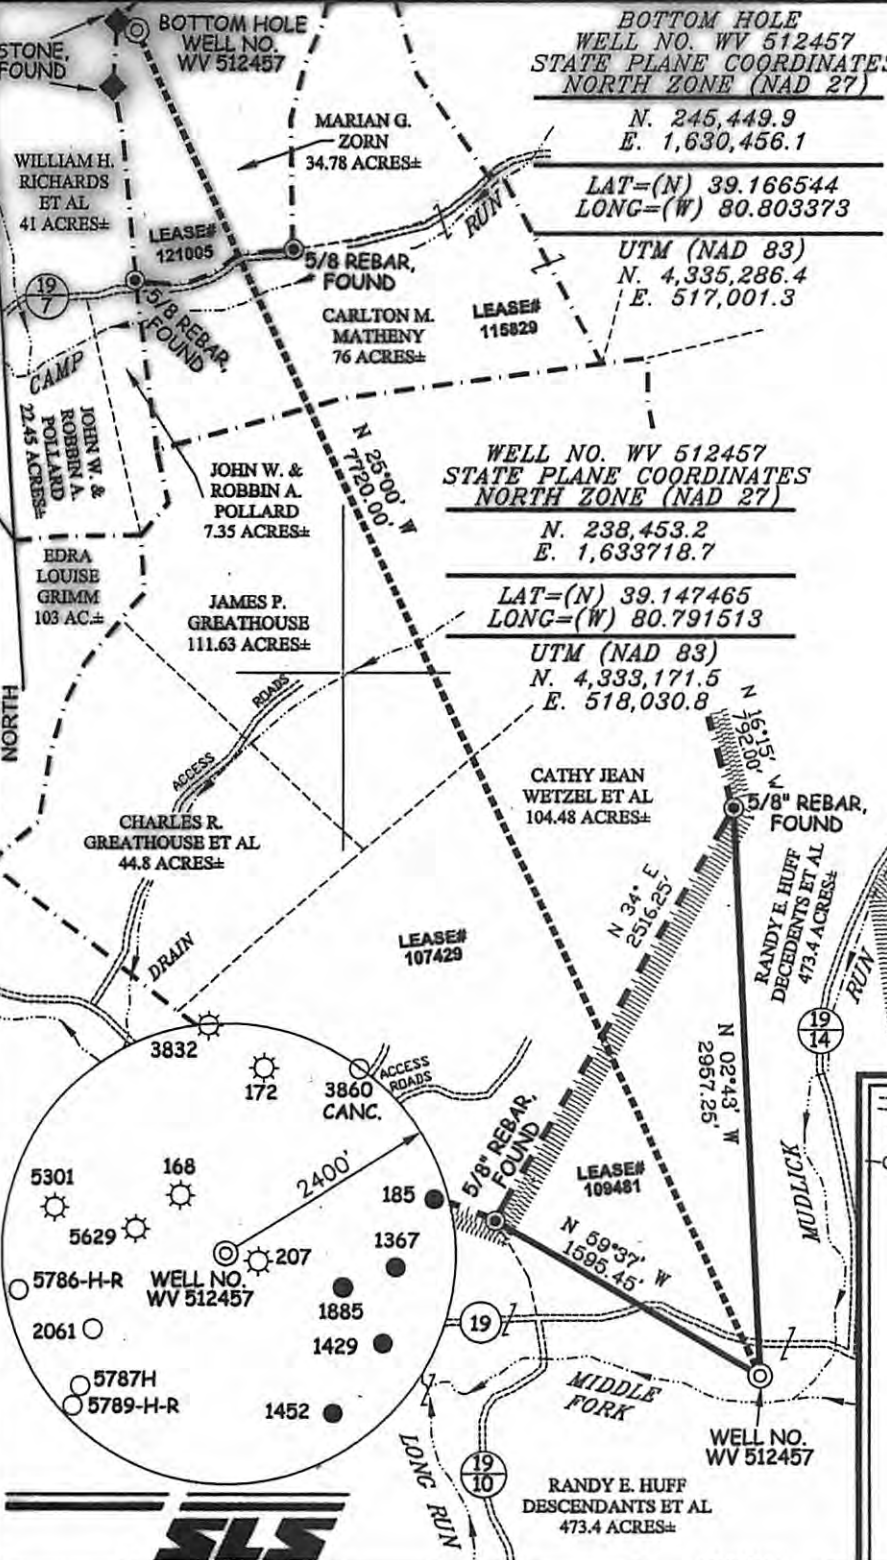 STONE,
FOUND
BOTTOM HOLE
WELL NO.
WV 512457
BOTTOM HOLE
WELL NO. WV 512457
STATE PLANE COORDINATES
NORTH ZONE (NAD 27)
N. 245,449.9
E. 1,630,456.1
LAT=(N) 39.166544
LONG=(W) 80.803373
UTM (NAD 83)
N. 4,335,286.4
E. 517,001.3
MARIAN G.
ZORN
34.78 ACRES±
WILLIAM H.
RICHARDS
ET AL
41 ACRES±
LEASE#
121005
RUN
5/8 REBAR,
FOUND
19
7
5/8 REBAR,
FOUND
CARLTON M.
MATHENY
76 ACRES±
LEASE#
115829
CAMP
JOHN W. &
ROBBIN A.
POLLARD
22.45 ACRES±
JOHN W. &
ROBBIN A.
POLLARD
7.35 ACRES±
N 25°00' W
7720.00'
WELL NO. WV 512457
STATE PLANE COORDINATES
NORTH ZONE (NAD 27)
N. 238,453.2
E. 1,633718.7
LAT=(N) 39.147465
LONG=(W) 80.791513
UTM (NAD 83)
N. 4,333,171.5
E. 518,030.8
EDRA
LOUISE
GRIMM
103 AC.±
JAMES P.
GREATHOUSE
111.63 ACRES±
NORTH
ACCESS
ROADS
N 16°15' W
792.00'
CATHY JEAN
WETZEL ET AL
104.48 ACRES±
5/8" REBAR,
FOUND
CHARLES R.
GREATHOUSE ET AL
44.8 ACRES±
N 34° E
2516.25'
RANDY E. HUFF
DECEDENTS ET AL
473.4 ACRES±
DRAIN
LEASE#
107429
RUN
19
14
3832
172
3860
CANC.
ACCESS
ROADS
N 02°43' W
2957.25'
5/8" REBAR,
FOUND
2400'
5301
168
185
LEASE#
109481
MUDLICK
5629
207
1367
N 59°37' W
1595.45'
5786-H-R
WELL NO.
WV 512457
1885
2061
1429
19
5787H
5789-H-R
1452
MIDDLE
FORK
WELL NO.
WV 512457
LONG RUN
19
10
RANDY E. HUFF
DESCENDANTS ET AL
473.4 ACRES±
SLS